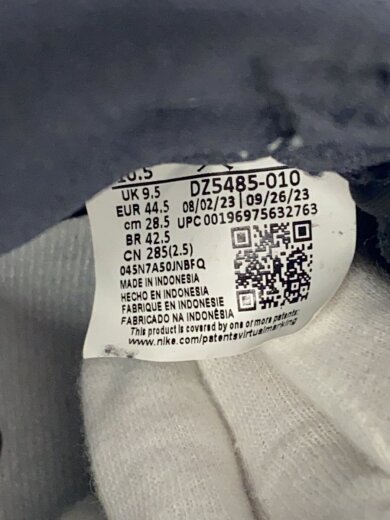 10.5
UK 9.5 DZ5485-010
EUR 44.5 08/02/23 09/26/23
cm 28.5 UPC 00196975632763
BR 42.5
CN 285(2.5)
045N7A50JNBFQ
MADE IN INDONESIA
HECHO EN INDONESIA
FABRIQUE EN INDONESIE
FABRICADO NA INDONÈSIA
This product is covered by one or more patents:
www.nike.com/patentsvirtualmarking